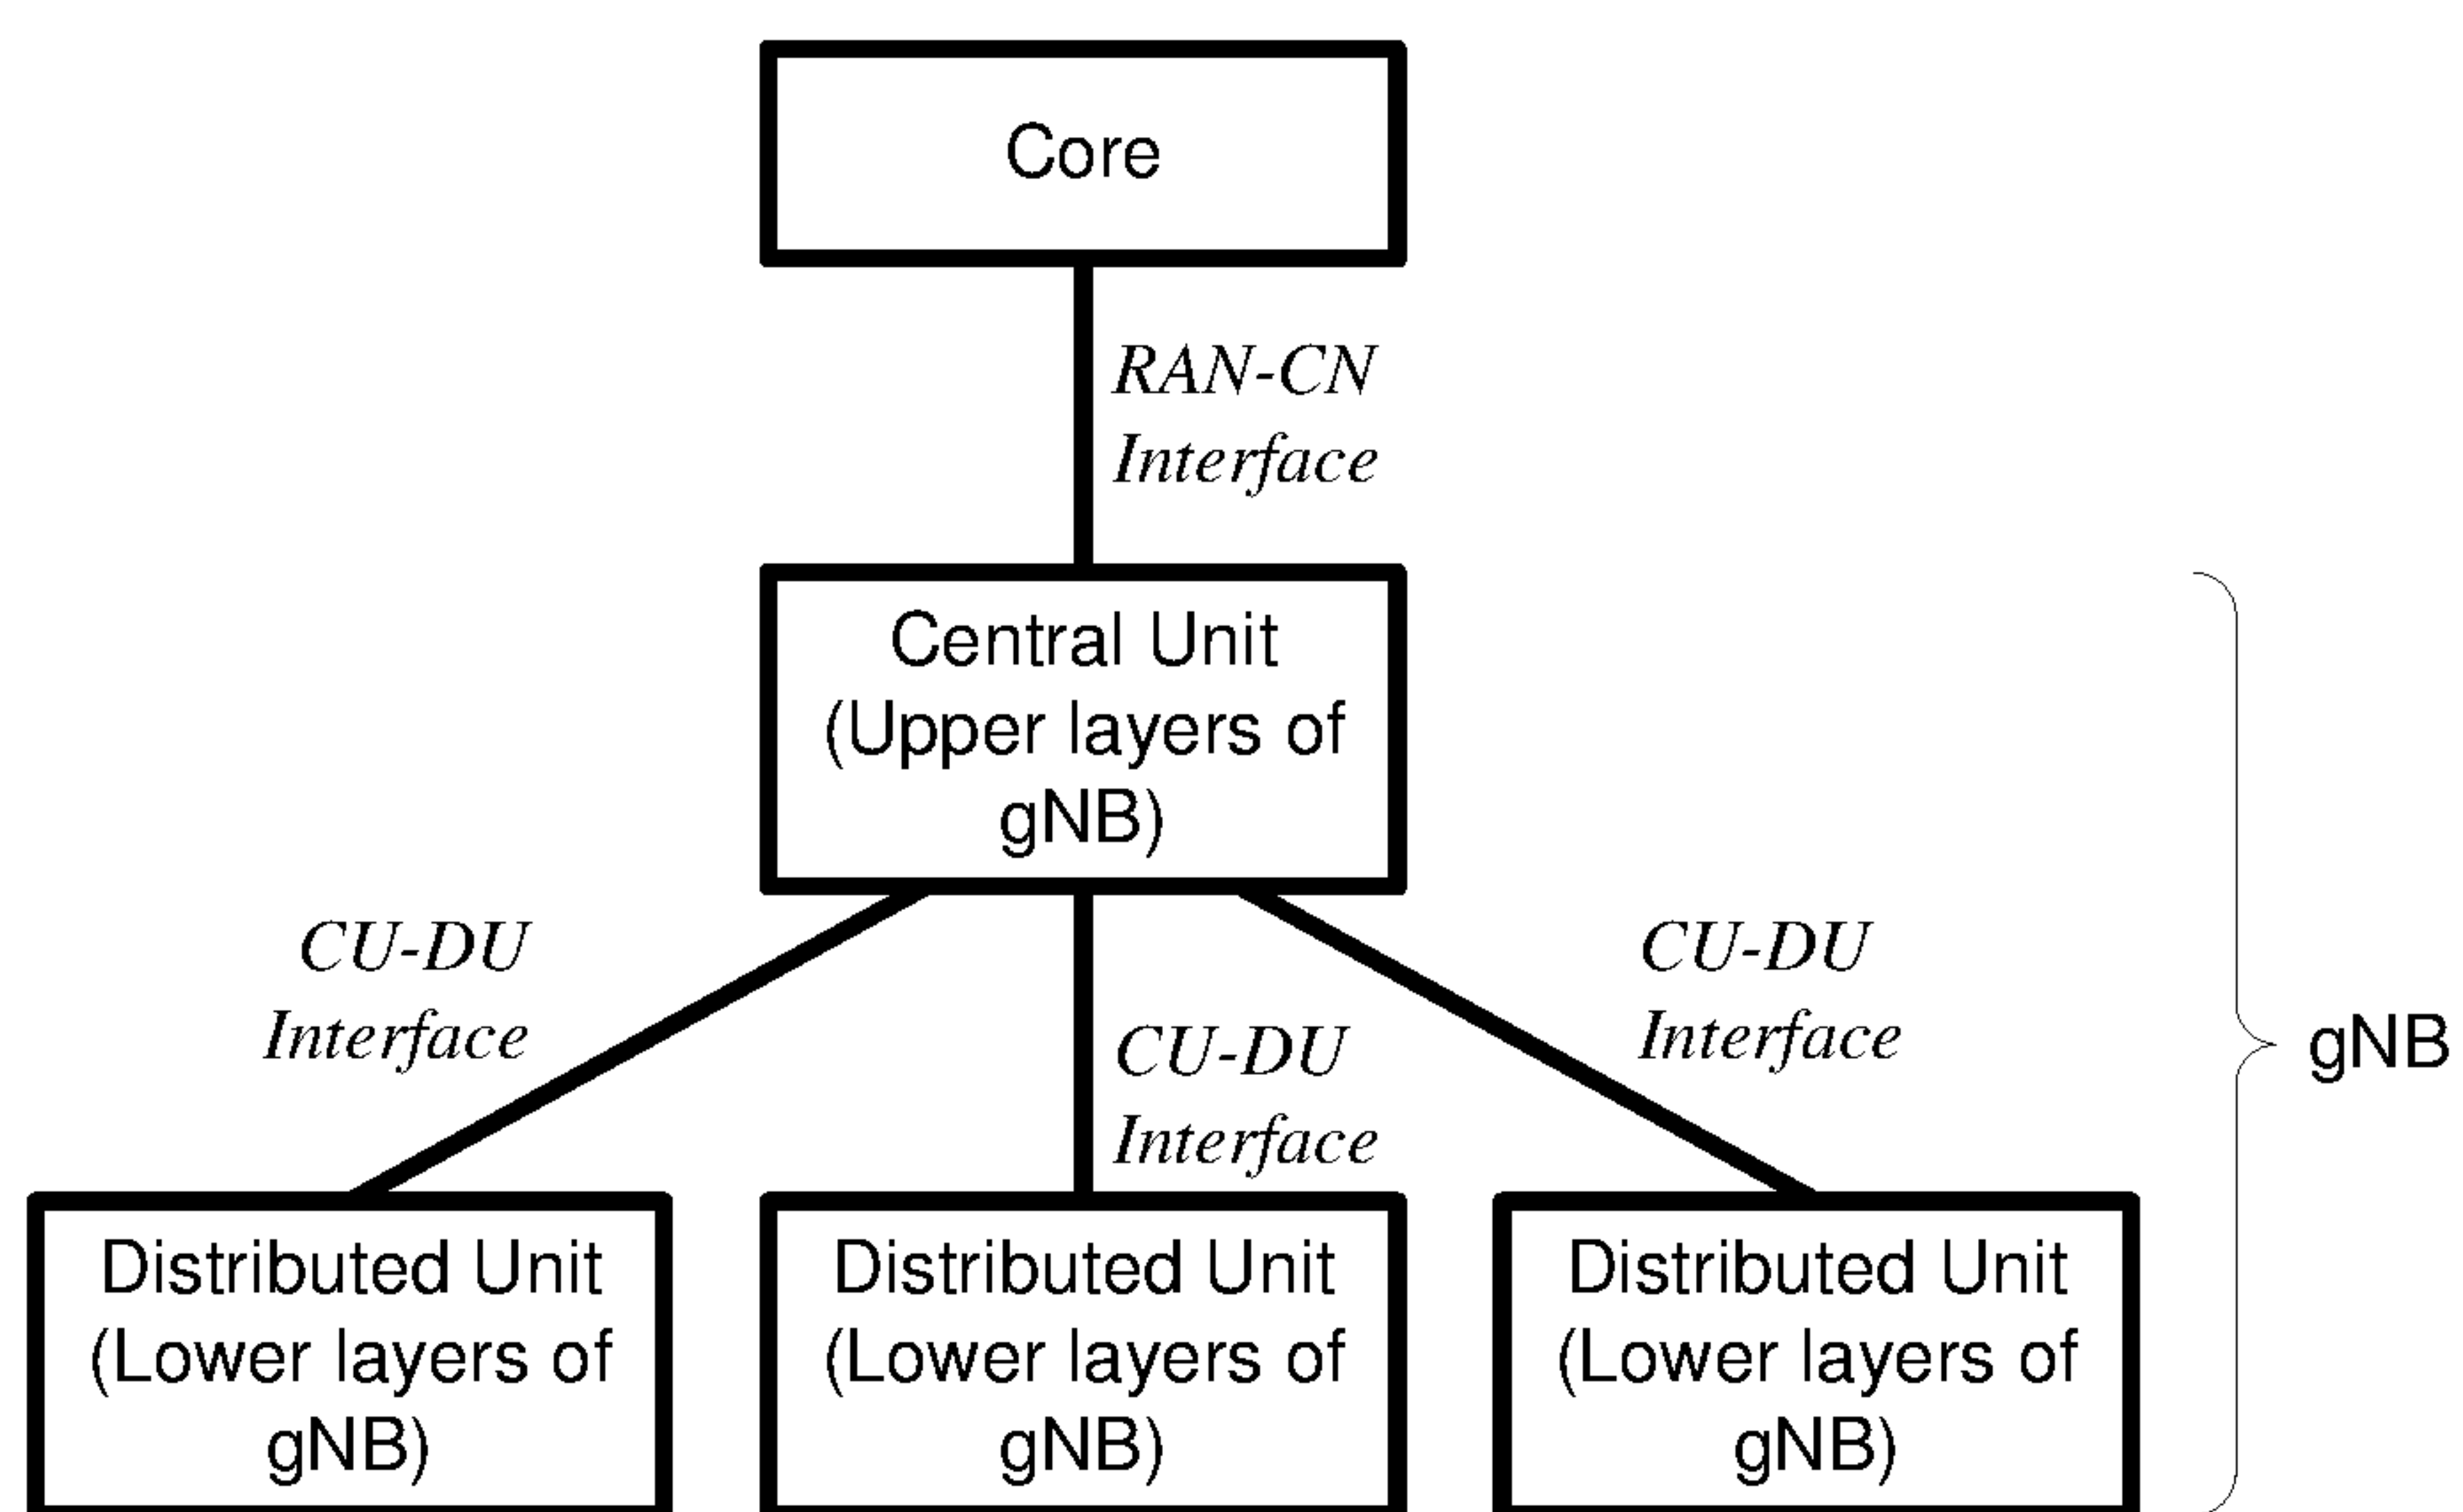 Core
RAN-CN
Interface
Central Unit
(Upper layers of
gNB)
CU-DU
Interface
CU-DU
Interface
CU-DU
Interface
gNB
Distributed Unit
(Lower layers of
gNB)
Distributed Unit
(Lower layers of
gNB)
Distributed Unit
(Lower layers of
gNB)